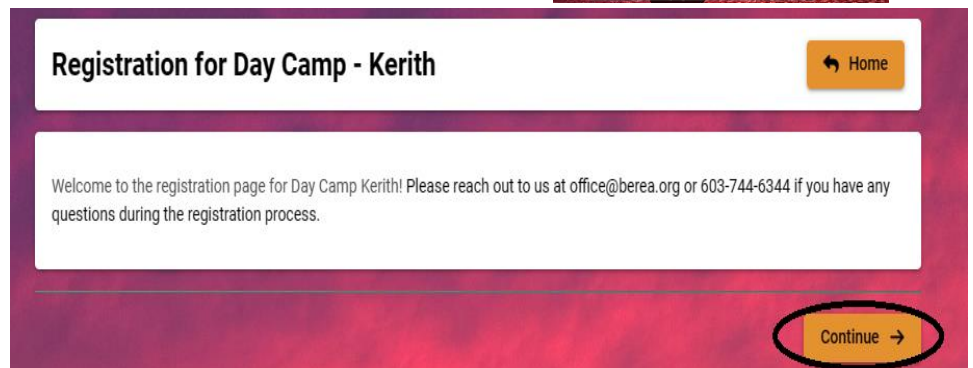 Registration for Day Camp - Kerith
Home
Welcome to the registration page for Day Camp Kerith! Please reach out to us at office@berea.org or 603-744-6344 if you have any
questions during the registration process.
Continue →